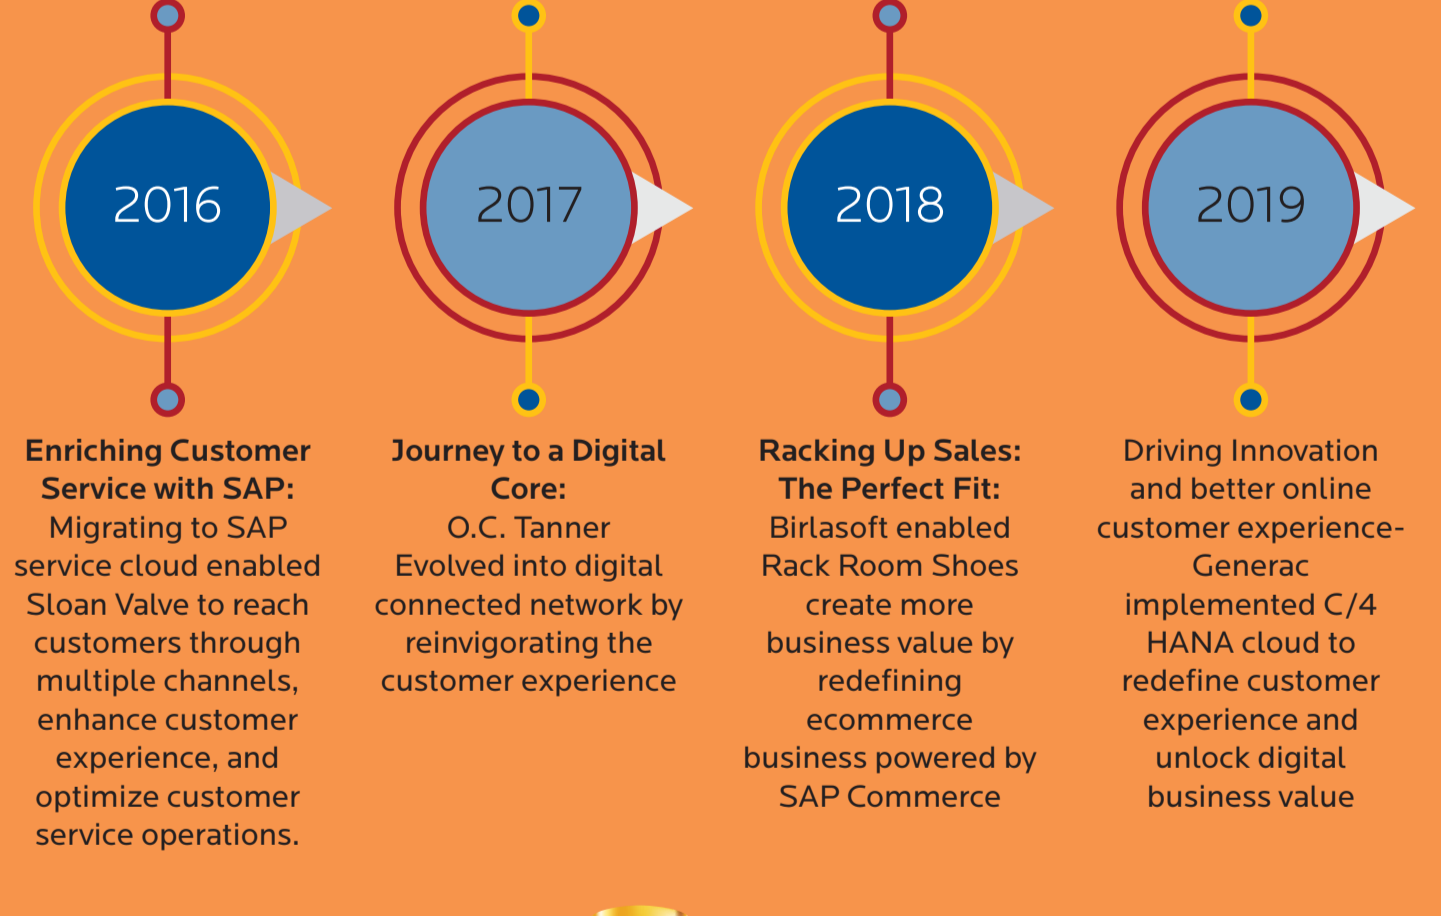 2016
Enriching Customer
Service with SAP:
Migrating to SAP
service cloud enabled
Sloan Valve to reach
customers through
multiple channels,
enhance customer
experience, and
optimize customer
service operations.
2017
Journey to a Digital
Core:
O.C. Tanner
Evolved into digital
connected network by
reinvigorating the
customer experience
2018
Racking Up Sales:
The Perfect Fit:
Birlasoft enabled
Rack Room Shoes
create more
business value by
redefining
ecommerce
business powered by
SAP Commerce
2019
Driving Innovation
and better online
customer experience-
Generac
implemented C/4
HANA cloud to
redefine customer
experience and
unlock digital
business value